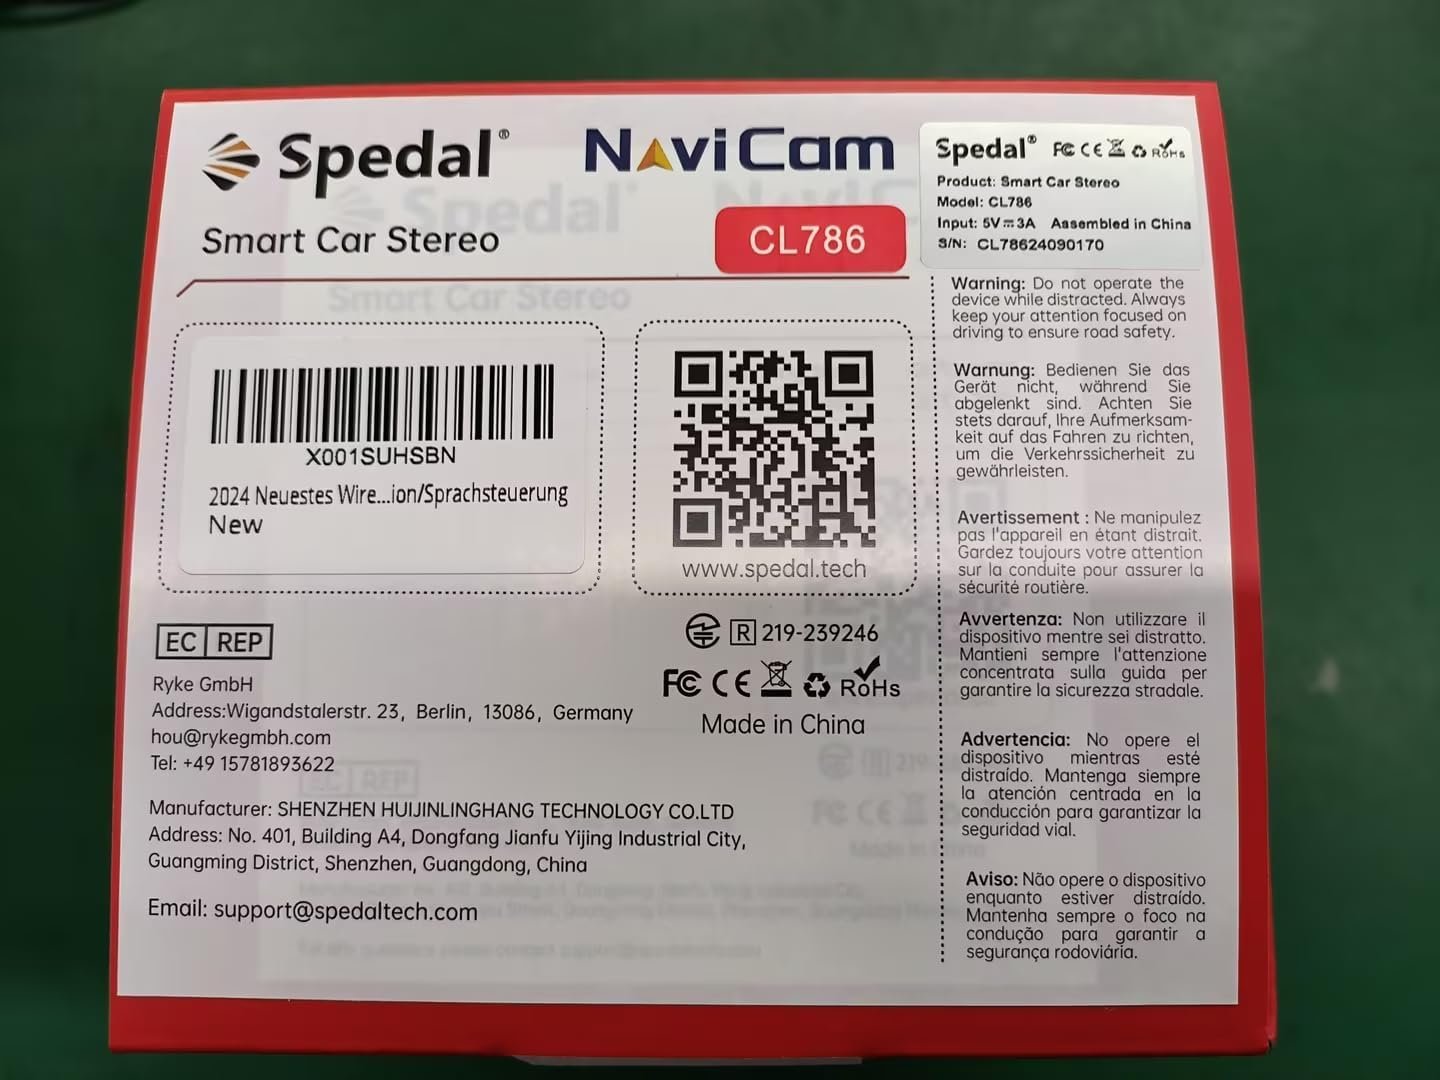 Spedal®
NaviCam
Smart Car Stereo
CL786
Spedal® FC CE RoHs
Product: Smart Car Stereo
Model: CL786
Input: 5V⎓3A Assembled in China
S/N: CL78624090170
X001SUHSBN
2024 Neuestes Wire...ion/Sprachsteuerung
New
www.spedal.tech
EC REP
Ryke GmbH
Address:Wigandstalerstr. 23, Berlin, 13086, Germany
hou@rykegmbh.com
Tel: +49 15781893622
R 219-239246
FC CE RoHs
Made in China
Manufacturer: SHENZHEN HUIJINLINGHANG TECHNOLOGY CO.LTD
Address: No. 401, Building A4, Dongfang Jianfu Yijing Industrial City,
Guangming District, Shenzhen, Guangdong, China
Email: support@spedaltech.com
Warning: Do not operate the
device while distracted. Always
keep your attention focused on
driving to ensure road safety.
Warnung: Bedienen Sie das
Gerät nicht, während Sie
abgelenkt sind. Achten Sie
stets darauf, Ihre Aufmerksam-
keit auf das Fahren zu richten,
um die Verkehrssicherheit zu
gewährleisten.
Avertissement : Ne manipulez
pas l'appareil en étant distrait.
Gardez toujours votre attention
sur la conduite pour assurer la
sécurité routière.
Avvertenza: Non utilizzare il
dispositivo mentre sei distratto.
Mantieni sempre l'attenzione
concentrata sulla guida per
garantire la sicurezza stradale.
Advertencia: No opere el
dispositivo mientras esté
distraído. Mantenga siempre
la atención centrada en la
conducción para garantizar la
seguridad vial.
Aviso: Não opere o dispositivo
enquanto estiver distraído.
Mantenha sempre o foco na
condução para garantir a
segurança rodoviária.